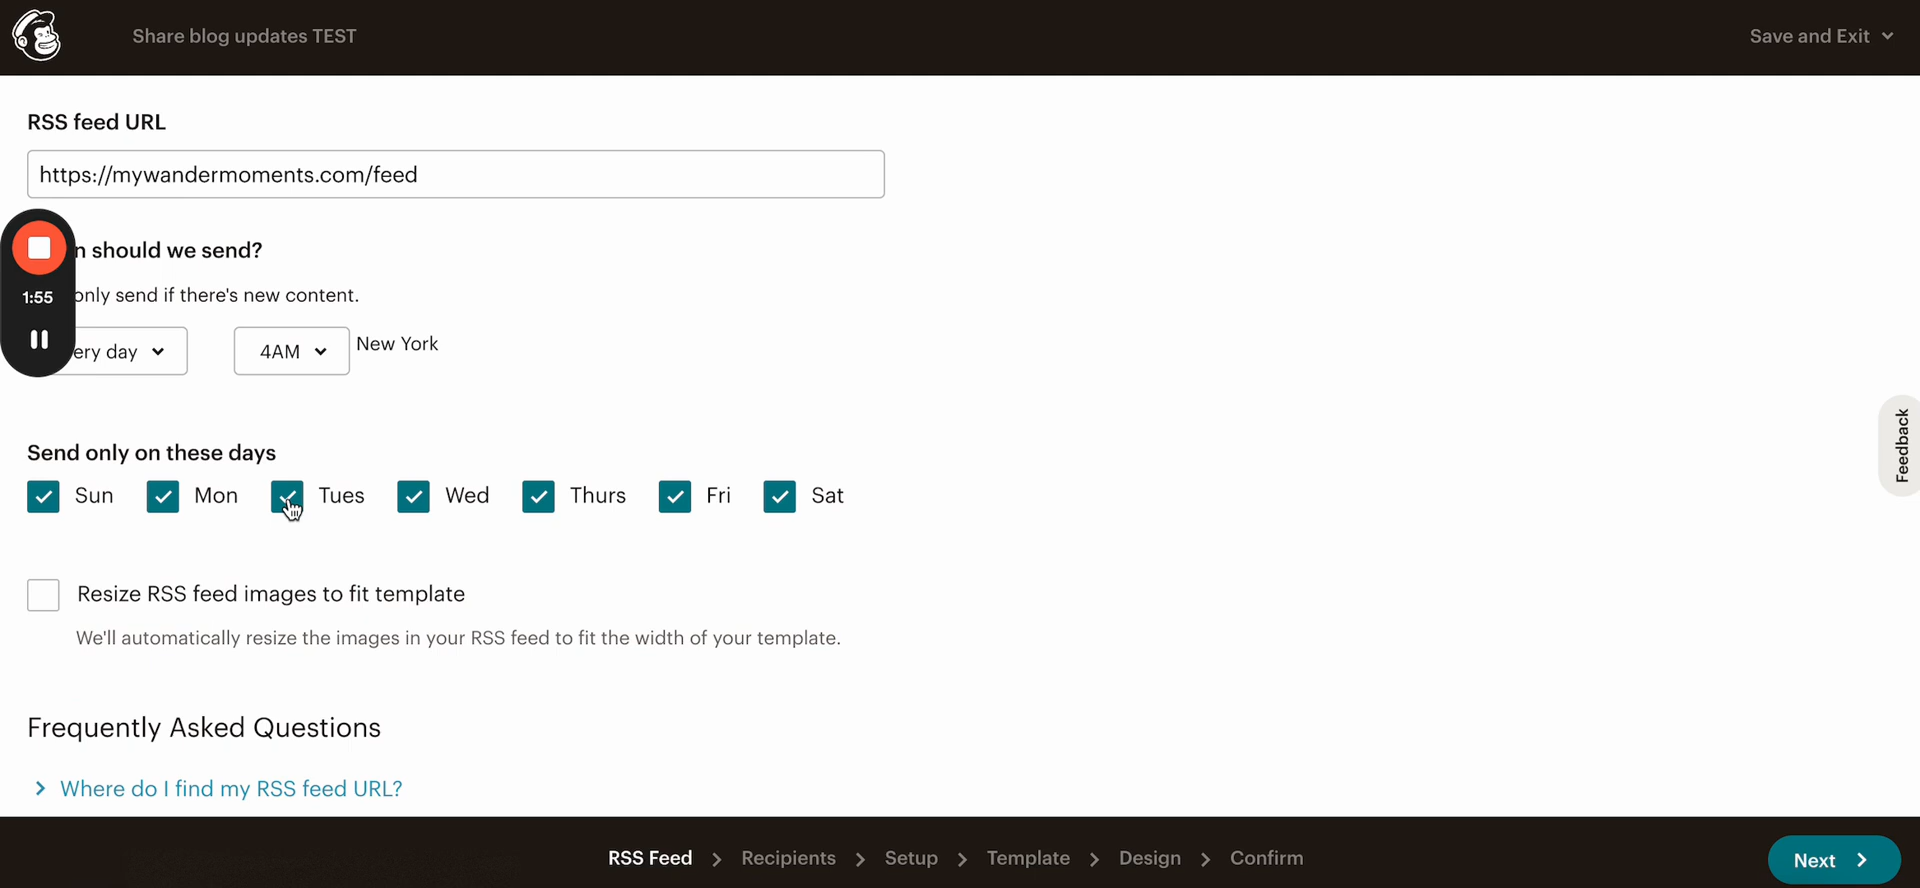 Share blog updates TEST
Save and Exit
RSS feed URL
https://mywandermoments.com/feed
n should we send?
1:55
only send if there's new content.
ery day
4AM
New York
Feedback
Send only on these days
Sun Mon Tues Wed Thurs Fri Sat
Resize RSS feed images to fit template
We'll automatically resize the images in your RSS feed to fit the width of your template.
Frequently Asked Questions
Where do I find my RSS feed URL?
RSS Feed > Recipients > Setup > Template > Design > Confirm
Next